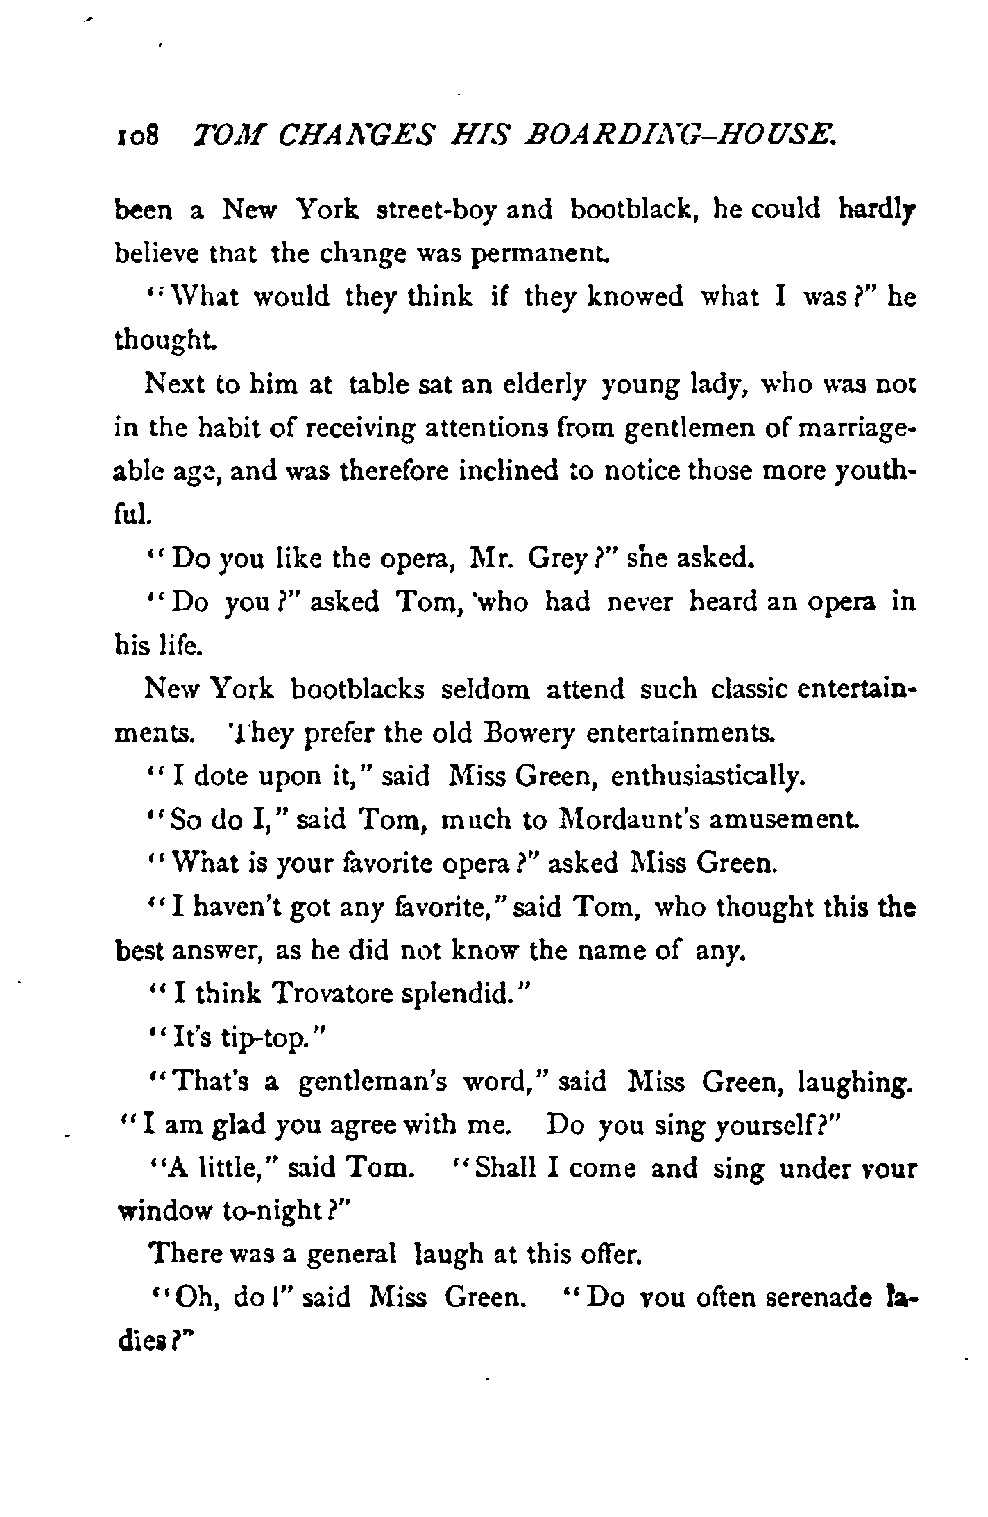 108 TOM CHANGES HIS BOARDING-HOUSE.
been a New York street-boy and bootblack, he could hardly
believe that the change was permanent.
"What would they think if they knowed what I was?" he
thought.
Next to him at table sat an elderly young lady, who was not
in the habit of receiving attentions from gentlemen of marriage-
able age, and was therefore inclined to notice those more youth-
ful.
"Do you like the opera, Mr. Grey?" she asked.
"Do you?" asked Tom, who had never heard an opera in
his life.
New York bootblacks seldom attend such classic entertain-
ments. They prefer the old Bowery entertainments.
"I dote upon it," said Miss Green, enthusiastically.
"So do I," said Tom, much to Mordaunt's amusement.
"What is your favorite opera?" asked Miss Green.
"I haven't got any favorite," said Tom, who thought this the
best answer, as he did not know the name of any.
"I think Trovatore splendid."
"It's tip-top."
"That's a gentleman's word," said Miss Green, laughing.
"I am glad you agree with me. Do you sing yourself?"
"A little," said Tom. "Shall I come and sing under your
window to-night?"
There was a general laugh at this offer.
"Oh, do!" said Miss Green. "Do you often serenade la-
dies?"